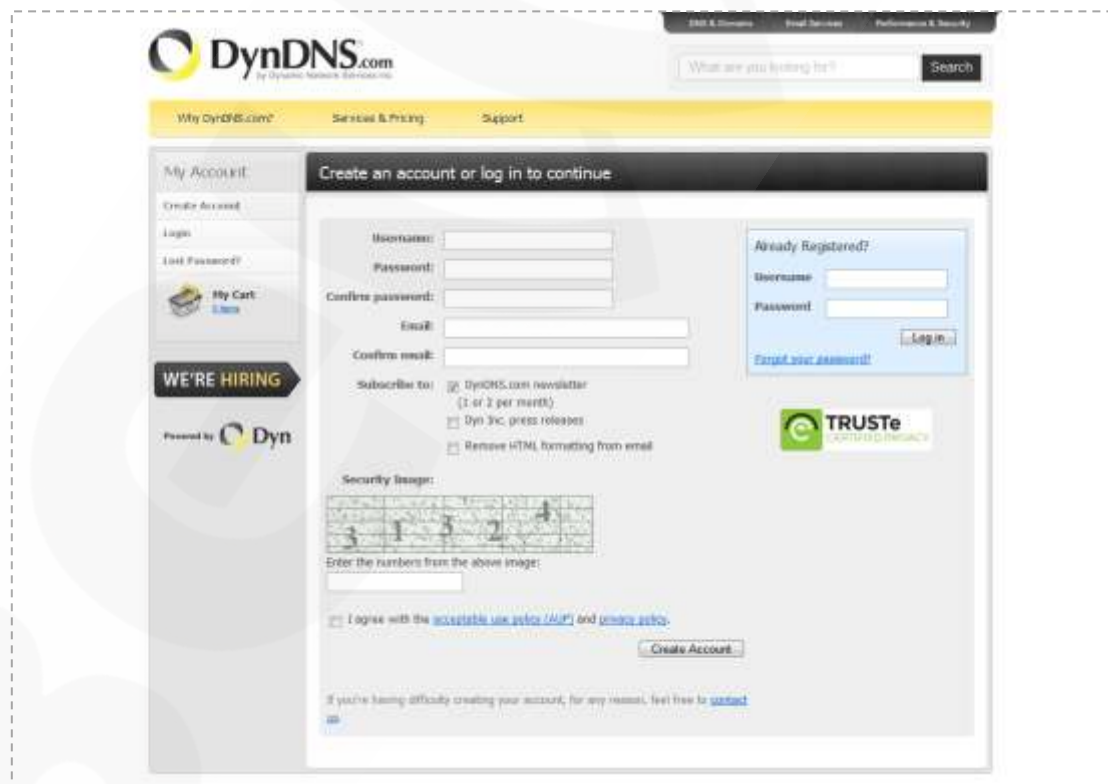 DNS & Domains Email Services Performance & Security
DynDNS.com
by Dynamic Network Services Inc.
What are you looking for?
Search
Why DynDNS.com? Services & Pricing Support
My Account
Create Account
Login
Lost Password?
My Cart
0 items
WE'RE HIRING
Powered by Dyn
Create an account or log in to continue
Username:
Password:
Confirm password:
Email:
Confirm email:
Subscribe to: DynDNS.com newsletter
(1 or 2 per month)
Dyn Inc. press releases
Remove HTML formatting from email
Security Image:
3 1 3 2 4
Enter the numbers from the above image:
I agree with the acceptable use policy (AUP) and privacy policy.
Create Account
If you're having difficulty creating your account, for any reason, feel free to contact
us.
Already Registered?
Username
Password
Log in
Forgot your password?
TRUSTe
CERTIFIED PRIVACY